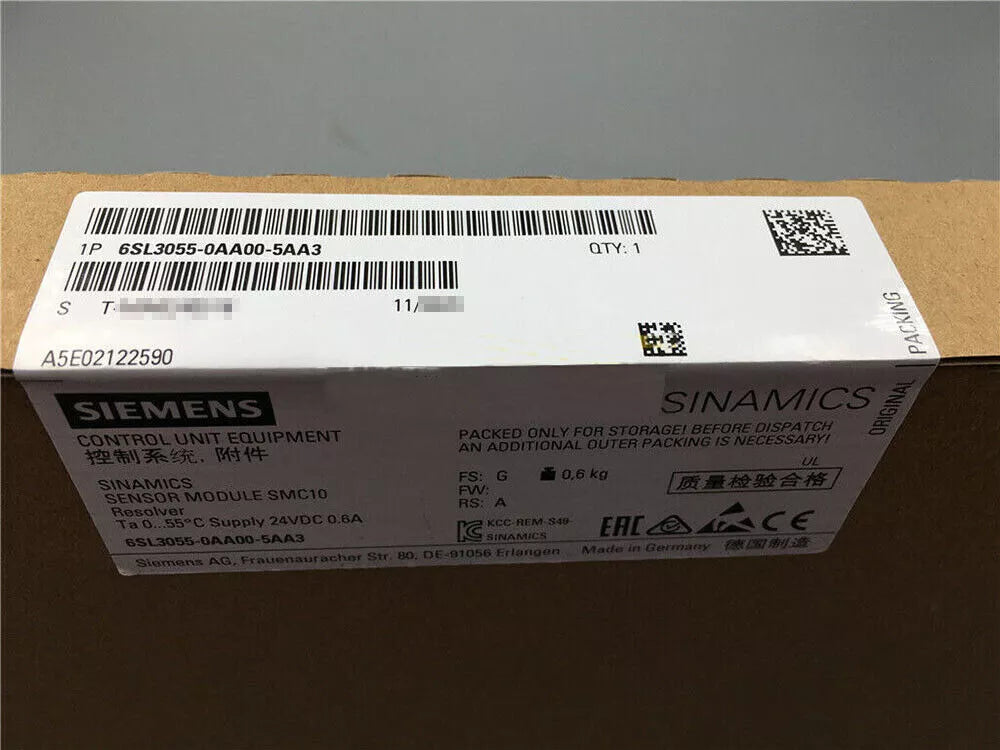 1P 6SL3055-0AA00-5AA3 QTY: 1
S T- 11/
A5E02122590
ORIGINAL PACKING
SIEMENS
SINAMICS
CONTROL UNIT EQUIPMENT
控制系统, 附件
PACKED ONLY FOR STORAGE! BEFORE DISPATCH
AN ADDITIONAL OUTER PACKING IS NECESSARY!
SINAMICS
SENSOR MODULE SMC10
Resolver
Ta 0...55°C Supply 24VDC 0.6A
6SL3055-0AA00-5AA3
FS: G 0,6 kg
FW:
RS: A
UL
质量检验合格
KCC-REM-S49-
SINAMICS
EAC CE
Siemens AG, Frauenauracher Str. 80, DE-91056 Erlangen Made in Germany 德国制造